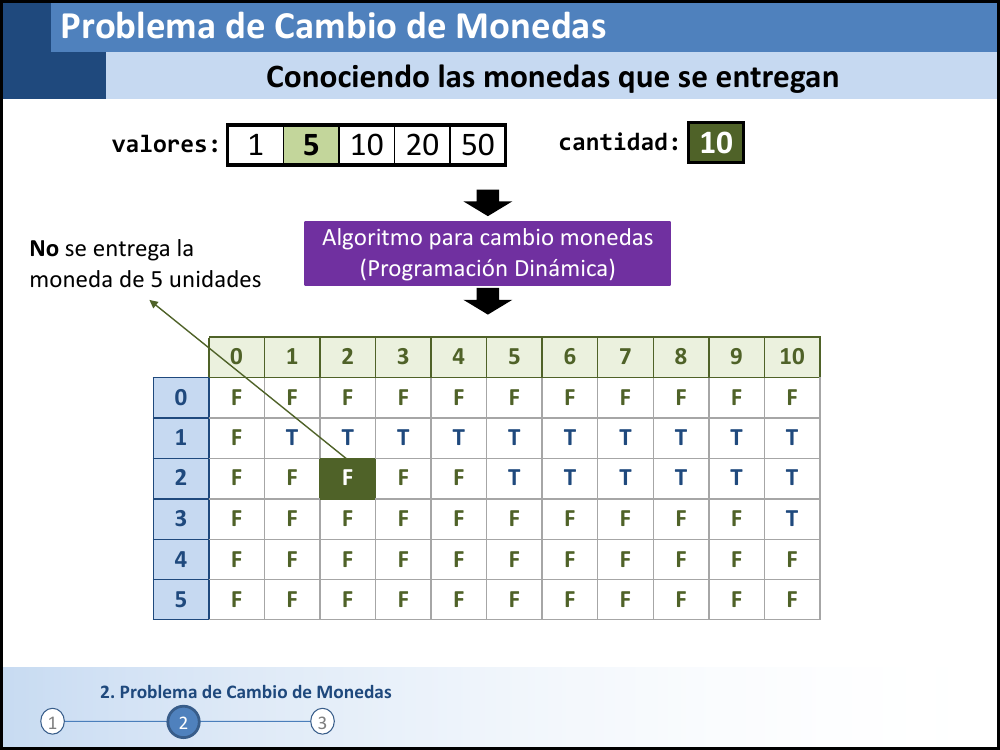 Problema de Cambio de Monedas
Conociendo las monedas que se entregan
valores: 1 5 10 20 50 cantidad: 10
Algoritmo para cambio monedas
(Programación Dinámica)
No se entrega la
moneda de 5 unidades
0 1 2 3 4 5 6 7 8 9 10
0 F F F F F F F F F F F
1 F T T T T T T T T T T
2 F F F F F T T T T T T
3 F F F F F F F F F F T
4 F F F F F F F F F F F
5 F F F F F F F F F F F
2. Problema de Cambio de Monedas
1 2 3